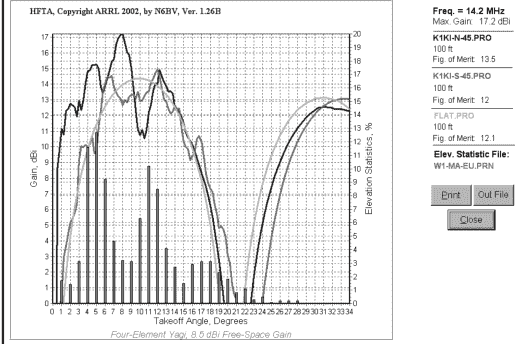 HFTA, Copyright ARRL 2002, by N6BV, Ver. 1.26B
Freq. = 14.2 MHz
Max. Gain: 17.2 dBi
K1KI-N-45.PRO
100 ft
Fig. of Merit: 13.5
K1KI-S-45.PRO
100 ft
Fig. of Merit: 12
FLAT.PRO
100 ft
Fig. of Merit: 12.1
Elev. Statistic File:
W1-MA-EU.PRN
Print Out File
Close
Gain, dBi
17
16
15
14
13
12
11
10
9
8
7
6
5
4
3
2
1
0
20
19
18
17
16
15
14
13
12
11
10
9
8
7
6
5
4
3
2
1
0
Elevation Statistics, %
0 1 2 3 4 5 6 7 8 9 10 11 12 13 14 15 16 17 18 19 20 21 22 23 24 25 26 27 28 29 30 31 32 33 34
Takeoff Angle, Degrees
Four-Element Yagi, 8.5 dBi Free-Space Gain